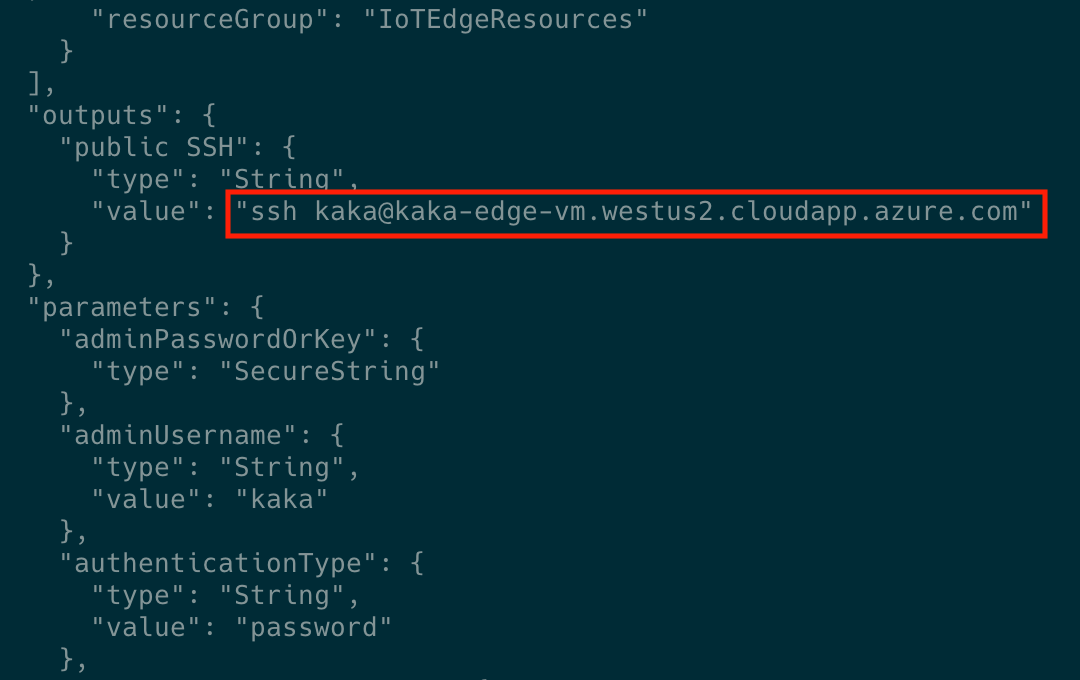 "resourceGroup": "IoTEdgeResources"
}
],
"outputs": {
"public SSH": {
"type": "String",
"value": "ssh kaka@kaka-edge-vm.westus2.cloudapp.azure.com"
}
},
"parameters": {
"adminPasswordOrKey": {
"type": "SecureString"
},
"adminUsername": {
"type": "String",
"value": "kaka"
},
"authenticationType": {
"type": "String",
"value": "password"
},